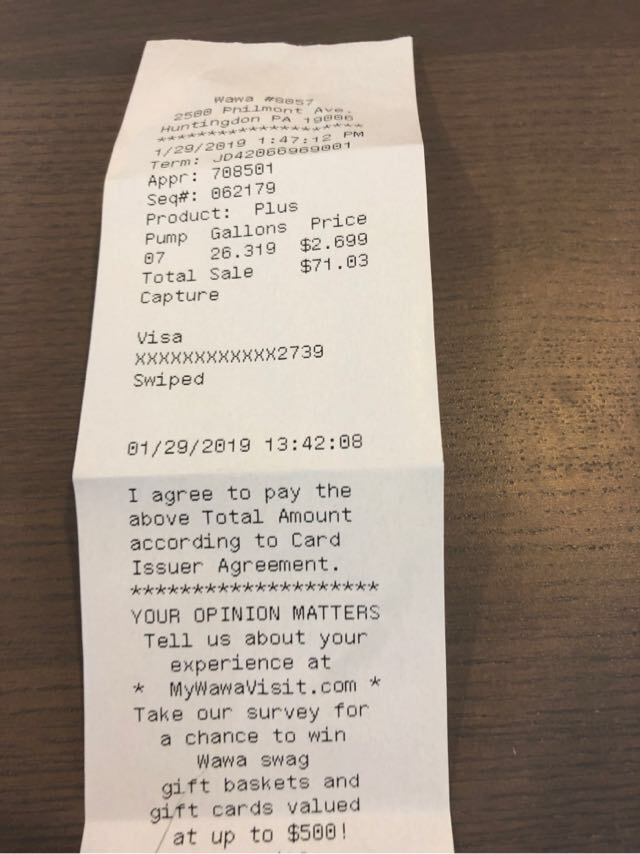 Wawa #8057
2500 Philmont Ave.
Huntingdon PA 19006
********************
1/29/2019 1:47:12 PM
Term: JD42066969001
Appr: 708501
Seq#: 062179
Product: Plus
Pump Gallons Price
07 26.319 $2.699
Total Sale $71.03
Capture
Visa
XXXXXXXXXXXX2739
Swiped
01/29/2019 13:42:08
I agree to pay the
above Total Amount
according to Card
Issuer Agreement.
********************
YOUR OPINION MATTERS
Tell us about your
experience at
* MyWawaVisit.com *
Take our survey for
a chance to win
Wawa swag
gift baskets and
gift cards valued
at up to $500!